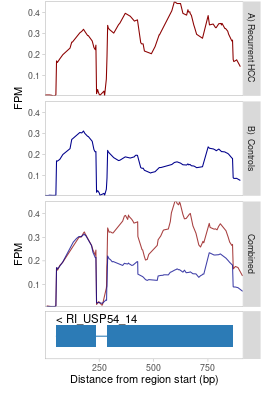 0.4
0.3
0.2
0.1
FPM
A) Recurrent HCC
0.4
0.3
0.2
0.1
B): Controls
0.4
0.3
0.2
0.1
FPM
Combined
< RI_USP54_14
250
500
750
Distance from region start (bp)